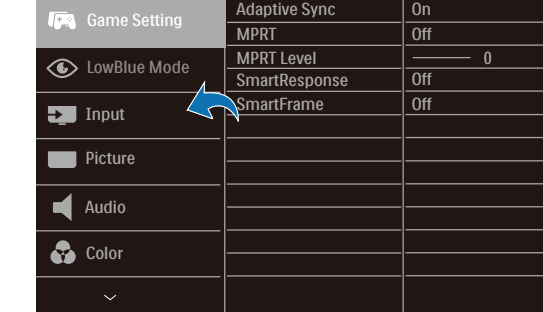 Game Setting
LowBlue Mode
Input
Picture
Audio
Color
Adaptive Sync On
MPRT Off
MPRT Level 0
SmartResponse Off
SmartFrame Off